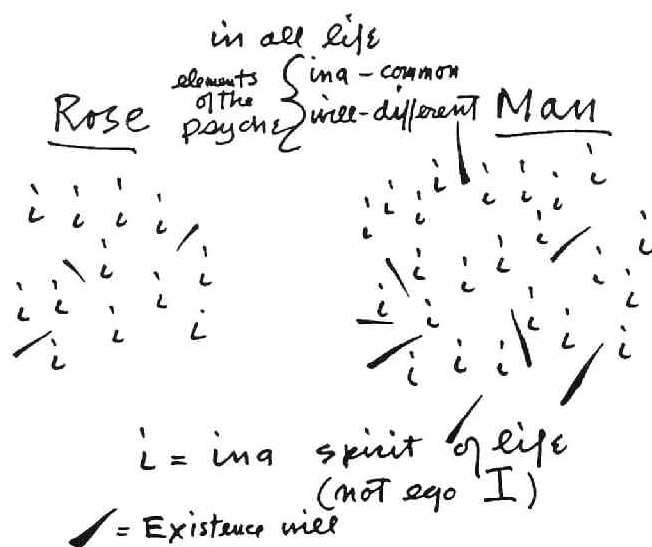 in all life
elements
of the
psyche
ina - common
will - different
Rose
Man
i = ina spirit of life
(not ego I)
= Existence will